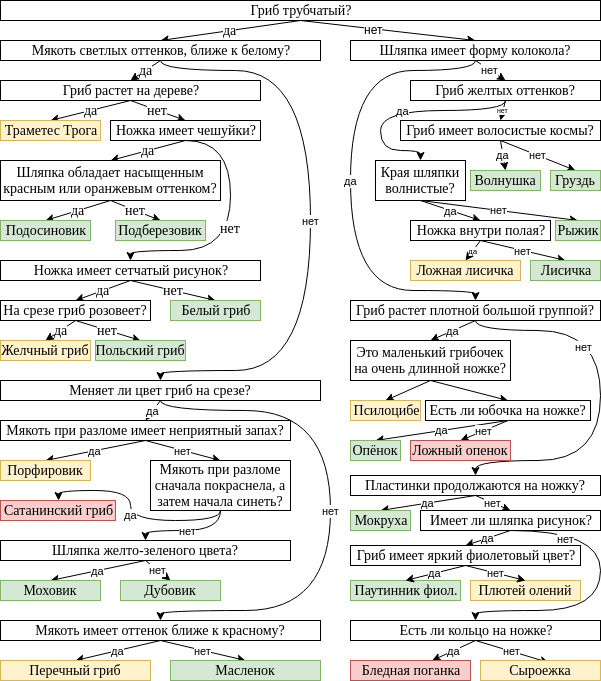 Гриб трубчатый?
да
нет
Мякоть светлых оттенков, ближе к белому?
да
нет
Гриб растет на дереве?
да
нет
Траметес Трога
Ножка имеет чешуйки?
да
нет
Шляпка обладает насыщенным
красным или оранжевым оттенком?
да
нет
Подосиновик
Подберезовик
Ножка имеет сетчатый рисунок?
да
нет
На срезе гриб розовеет?
Белый гриб
да
нет
Желчный гриб
Польский гриб
Меняет ли цвет гриб на срезе?
да
нет
Мякоть при разломе имеет неприятный запах?
да
нет
Порфировик
Мякоть при разломе
сначала покраснела, а
затем начала синеть?
да
нет
Сатанинский гриб
Шляпка желто-зеленого цвета?
да
нет
Моховик
Дубовик
Мякоть имеет оттенок ближе к красному?
да
нет
Перечный гриб
Масленок
Шляпка имеет форму колокола?
да
нет
Гриб желтых оттенков?
да
нет
Гриб имеет волосистые космы?
да
нет
Волнушка
Груздь
Края шляпки
волнистые?
да
нет
Ножка внутри полая?
Рыжик
да
нет
Ложная лисичка
Лисичка
Гриб растет плотной большой группой?
да
нет
Это маленький грибочек
на очень длинной ножке?
Псилоцибе
Есть ли юбочка на ножке?
да
нет
Опёнок
Ложный опенок
Пластинки продолжаются на ножку?
да
нет
Мокруха
Имеет ли шляпка рисунок?
да
нет
Гриб имеет яркий фиолетовый цвет?
да
нет
Паутинник фиол.
Плютей олений
Есть ли кольцо на ножке?
да
нет
Бледная поганка
Сыроежка